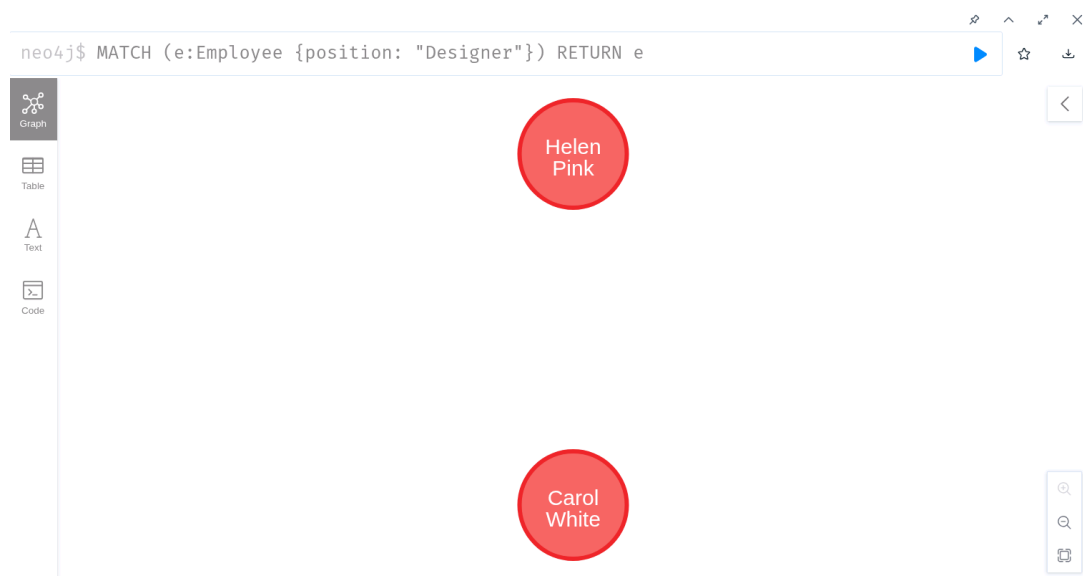 neo4j$ MATCH (e:Employee {position: "Designer"}) RETURN e
Graph
Table
Text
Code
Helen
Pink
Carol
White